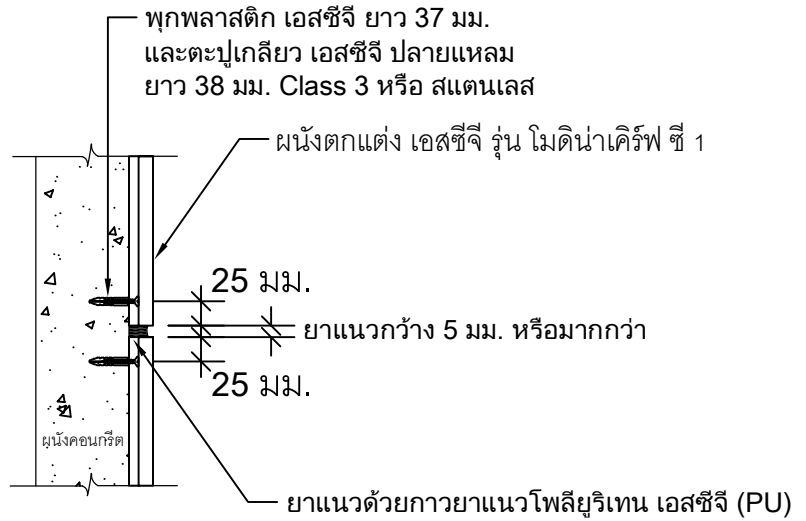 พุกพลาสติก เอสซีจี ยาว 37 มม.
และตะปูเกลียว เอสซีจี ปลายแหลม
ยาว 38 มม. Class 3 หรือ สแตนเลส
ผนังตกแต่ง เอสซีจี รุ่น โมดิน่าเคิร์ฟ ซี 1
25 มม.
ยาแนวกว้าง 5 มม. หรือมากกว่า
25 มม.
ผนังคอนกรีต
ยาแนวด้วยกาวยาแนวโพลียูริเทน เอสซีจี (PU)